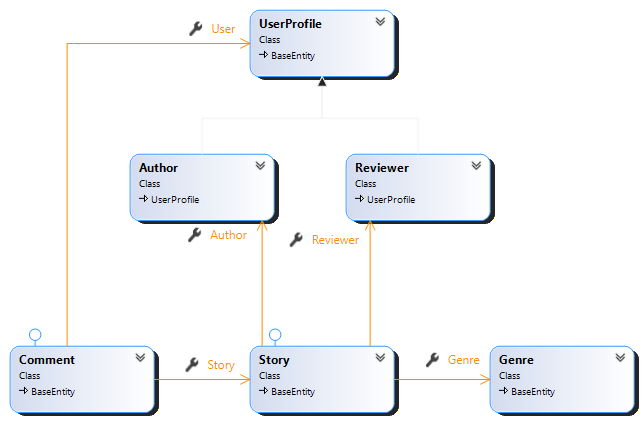 User
UserProfile
Class
BaseEntity
Author
Class
UserProfile
Reviewer
Class
UserProfile
Author
Reviewer
Comment
Class
BaseEntity
Story
Story
Class
BaseEntity
Genre
Genre
Class
BaseEntity